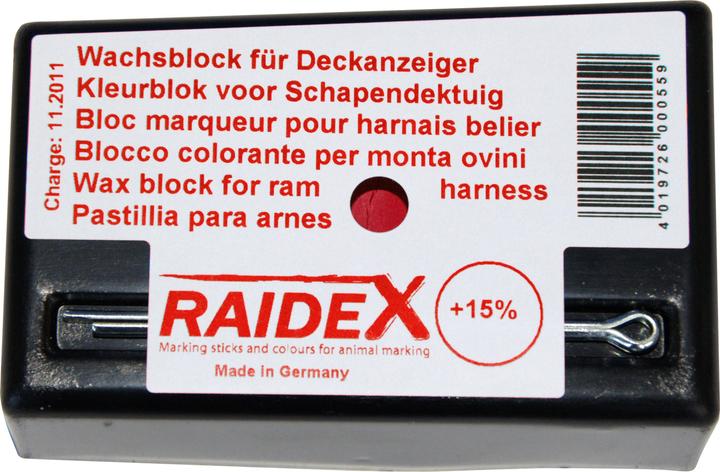 Wachsblock für Deckanzeiger
Kleurblok voor Schapendektuig
Bloc marqueur pour harnais belier
Blocco colorante per monta ovini
Wax block for ram harness
Pastillia para arnes
Charge: 11.2011
4 019726 000559
RAIDEX
+15%
Marking sticks and colours for animal marking
Made in Germany